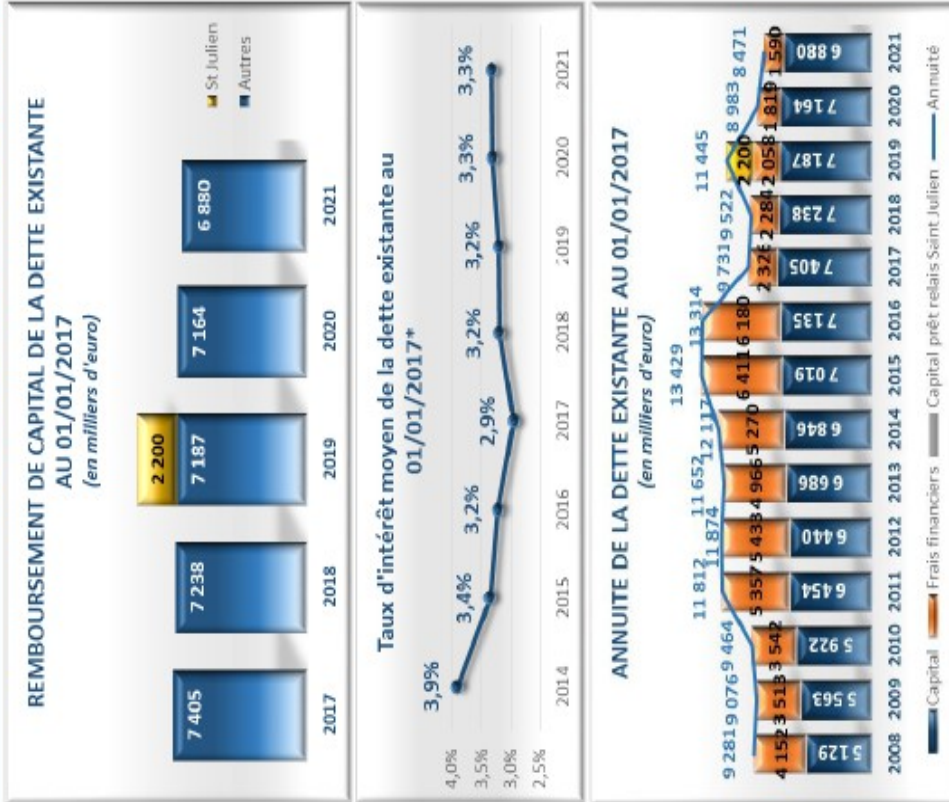 REMBOURSEMENT DE CAPITAL DE LA DETTE EXISTANTE
AU 01/01/2017
(en milliers d'euro)
St Julien
Autres
2 200
7 405
7 238
7 187
7 164
6 880
2017 2018 2019 2020 2021
Taux d'intérêt moyen de la dette existante au
01/01/2017*
4,0%
3,5%
3,0%
2,5%
3,9% 3,4% 3,2% 2,9% 3,2% 3,2% 3,3% 3,3%
2014 2015 2016 2017 2018 2019 2020 2021
ANNUITE DE LA DETTE EXISTANTE AU 01/01/2017
(en milliers d'euro)
9 281 9 076 9 464 11 812 11 874 11 652 12 117 13 429 13 314 9 731 9 522 11 445 8 983 8 471
2 200
4 152 3 513 3 542 5 357 5 433 4 966 5 270 6 411 6 180 2 326 2 284 2 058 1 819 1 590
5 129 5 563 5 922 6 454 6 440 6 686 6 846 7 019 7 135 7 405 7 238 7 187 7 164 6 880
2008 2009 2010 2011 2012 2013 2014 2015 2016 2017 2018 2019 2020 2021
Capital Frais financiers Capital prêt relais Saint Julien Annuité